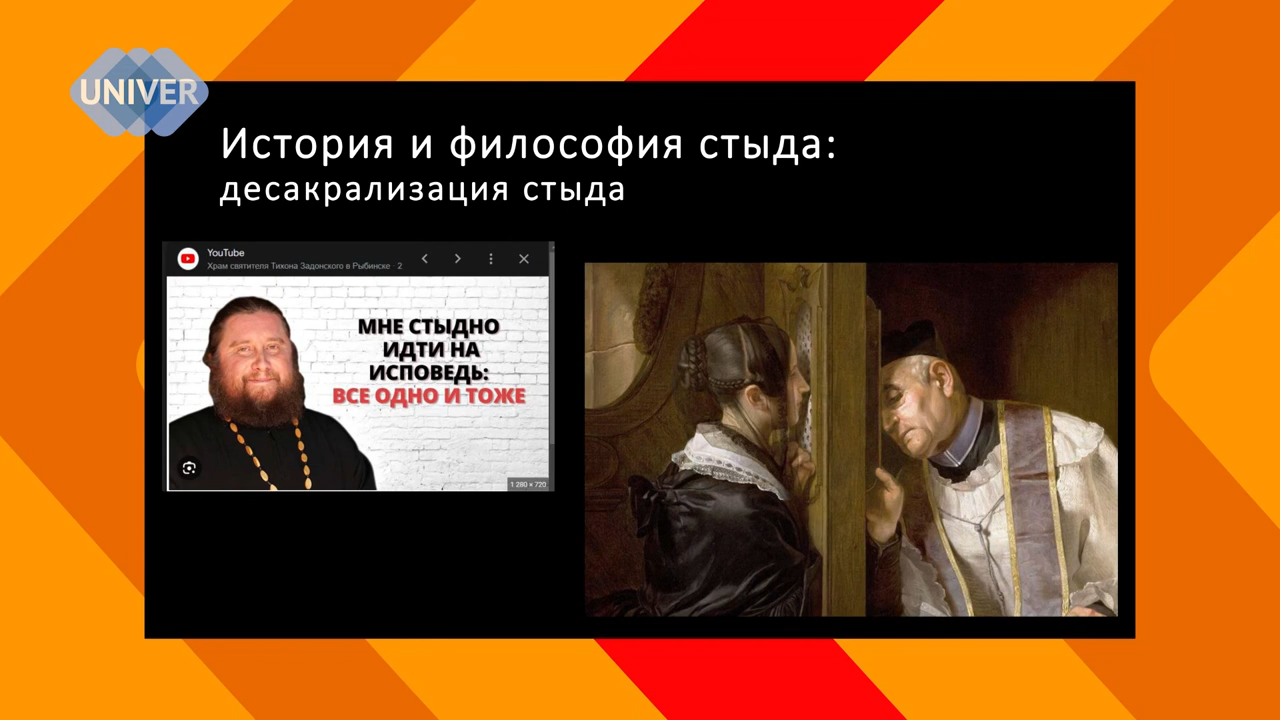 UNIVER
История и философия стыда:
десакрализация стыда
YouTube
Храм святителя Тихона Задонского в Рыбинске · 2
МНЕ СТЫДНО
ИДТИ НА
ИСПОВЕДЬ:
ВСЕ ОДНО И ТОЖЕ
1 280 × 720